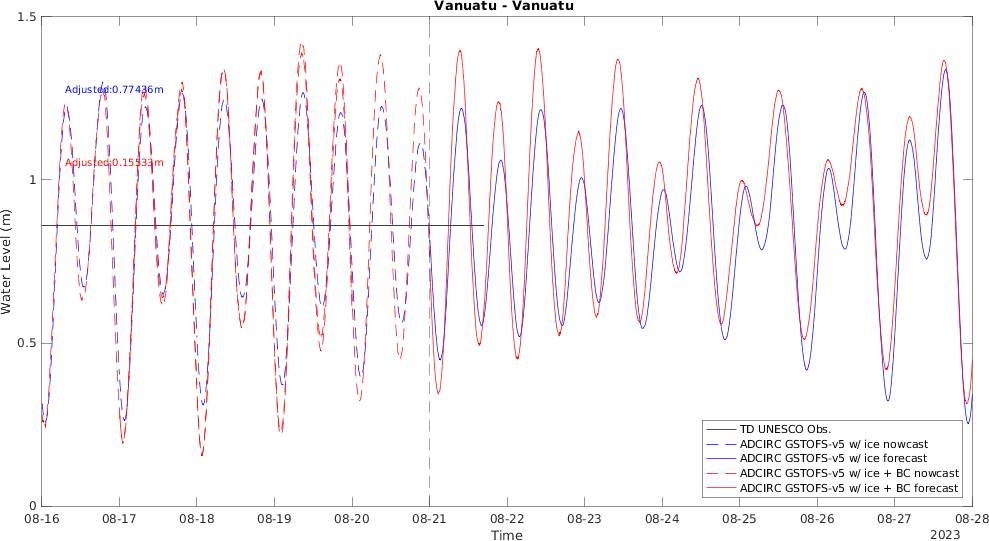 Vanuatu - Vanuatu
1.5
1
0.5
0
Water Level (m)
Adjusted:0.77436m
Adjusted:0.15533m
TD UNESCO Obs.
ADCIRC GSTOFS-v5 w/ ice nowcast
ADCIRC GSTOFS-v5 w/ ice forecast
ADCIRC GSTOFS-v5 w/ ice + BC nowcast
ADCIRC GSTOFS-v5 w/ ice + BC forecast
08-16 08-17 08-18 08-19 08-20 08-21 08-22 08-23 08-24 08-25 08-26 08-27 08-28
Time
2023